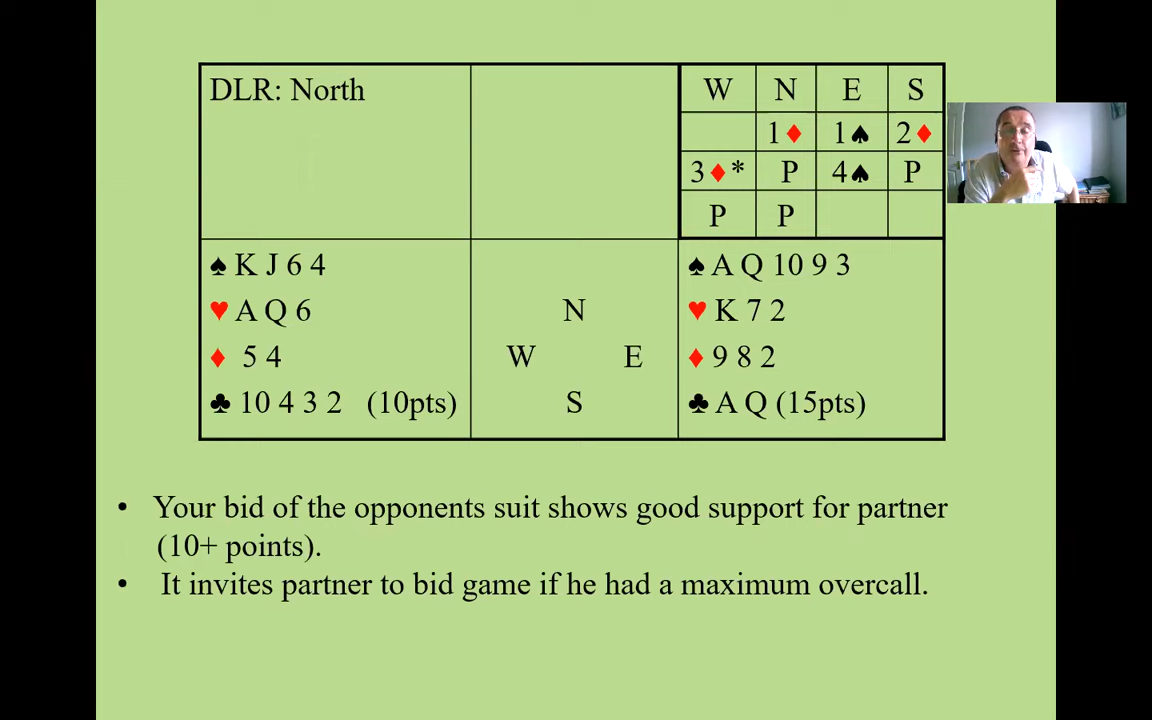 DLR: North
W N E S
1♦ 1♠ 2♦
3♦* P 4♠ P
P P
♠ K J 6 4
♥ A Q 6
♦ 5 4
♣ 10 4 3 2 (10pts)
N
W E
S
♠ A Q 10 9 3
♥ K 7 2
♦ 9 8 2
♣ A Q (15pts)
• Your bid of the opponents suit shows good support for partner
(10+ points).
• It invites partner to bid game if he had a maximum overcall.